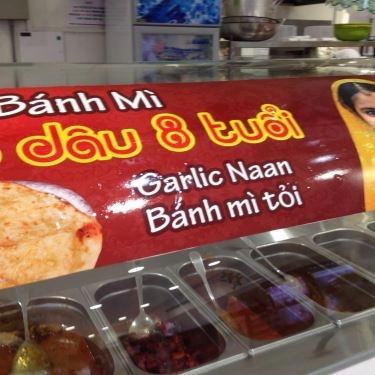 Bánh Mì
dâu 8 tuổi
Garlic Naan
Bánh mì tỏi